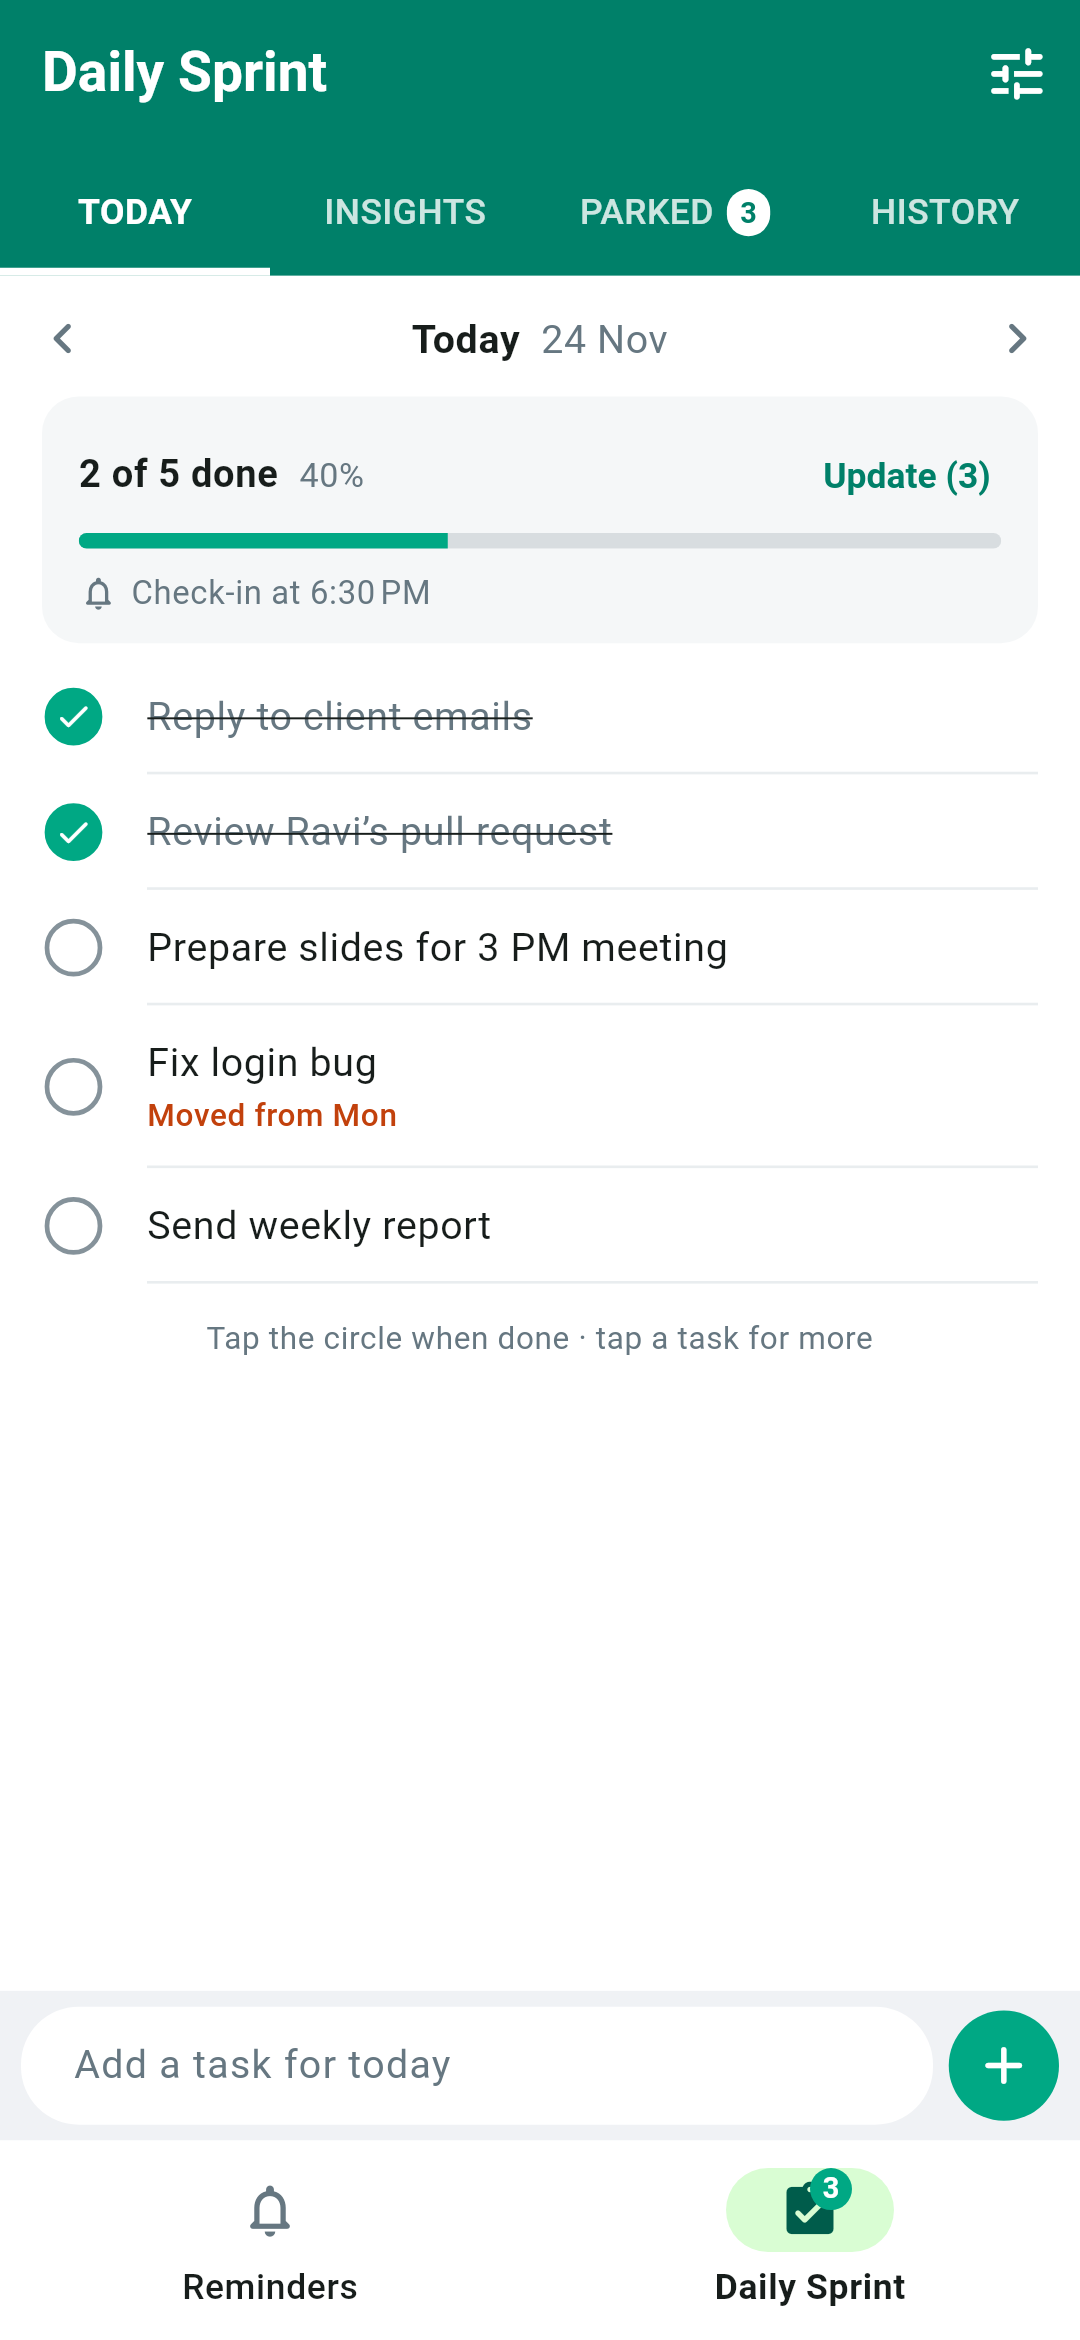 Daily Sprint
TODAY INSIGHTS PARKED 3 HISTORY
Today 24 Nov
2 of 5 done 40% Update (3)
Check-in at 6:30 PM
Reply to client emails
Review Ravi’s pull request
Prepare slides for 3 PM meeting
Fix login bug
Moved from Mon
Send weekly report
Tap the circle when done · tap a task for more
Add a task for today
3
Reminders Daily Sprint